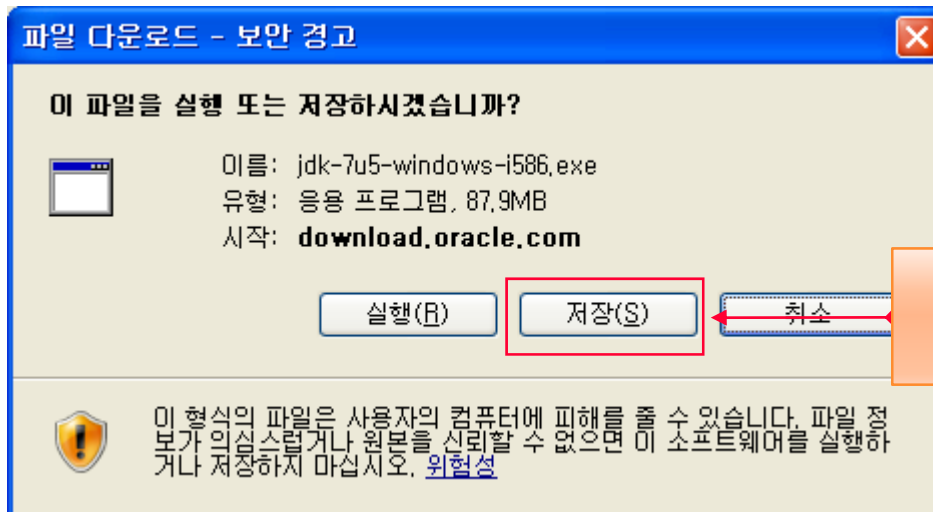 파일 다운로드 - 보안 경고
이 파일을 실행 또는 저장하시겠습니까?
이름: jdk-7u5-windows-i586.exe
유형: 응용 프로그램, 87.9MB
시작: download.oracle.com
실행(R) 저장(S) 취소
이 형식의 파일은 사용자의 컴퓨터에 피해를 줄 수 있습니다. 파일 정
보가 의심스럽거나 원본을 신뢰할 수 없으면 이 소프트웨어를 실행하
거나 저장하지 마십시오. 위험성